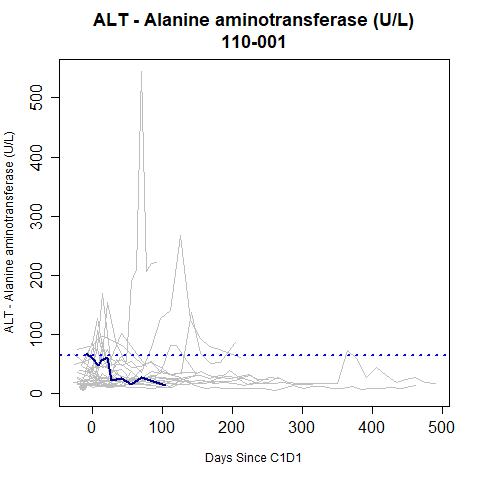 ALT - Alanine aminotransferase (U/L)
110-001
ALT - Alanine aminotransferase (U/L)
500
400
300
200
100
0
0 100 200 300 400 500
Days Since C1D1